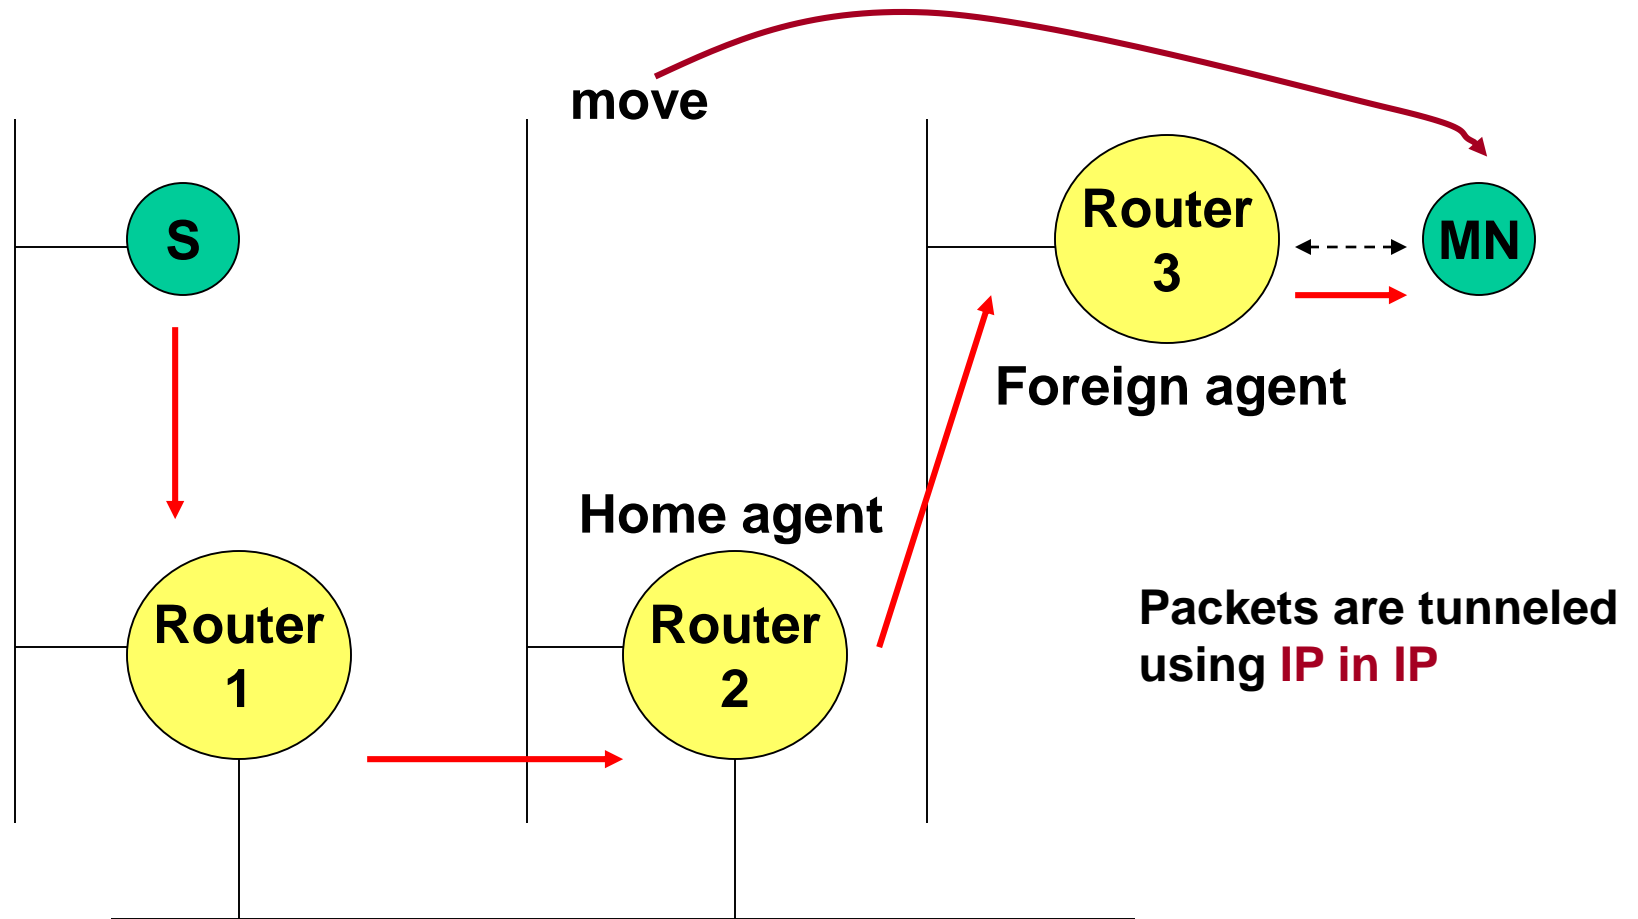 move
S
Router
3
MN
Foreign agent
Home agent
Router
1
Router
2
Packets are tunneled
using IP in IP